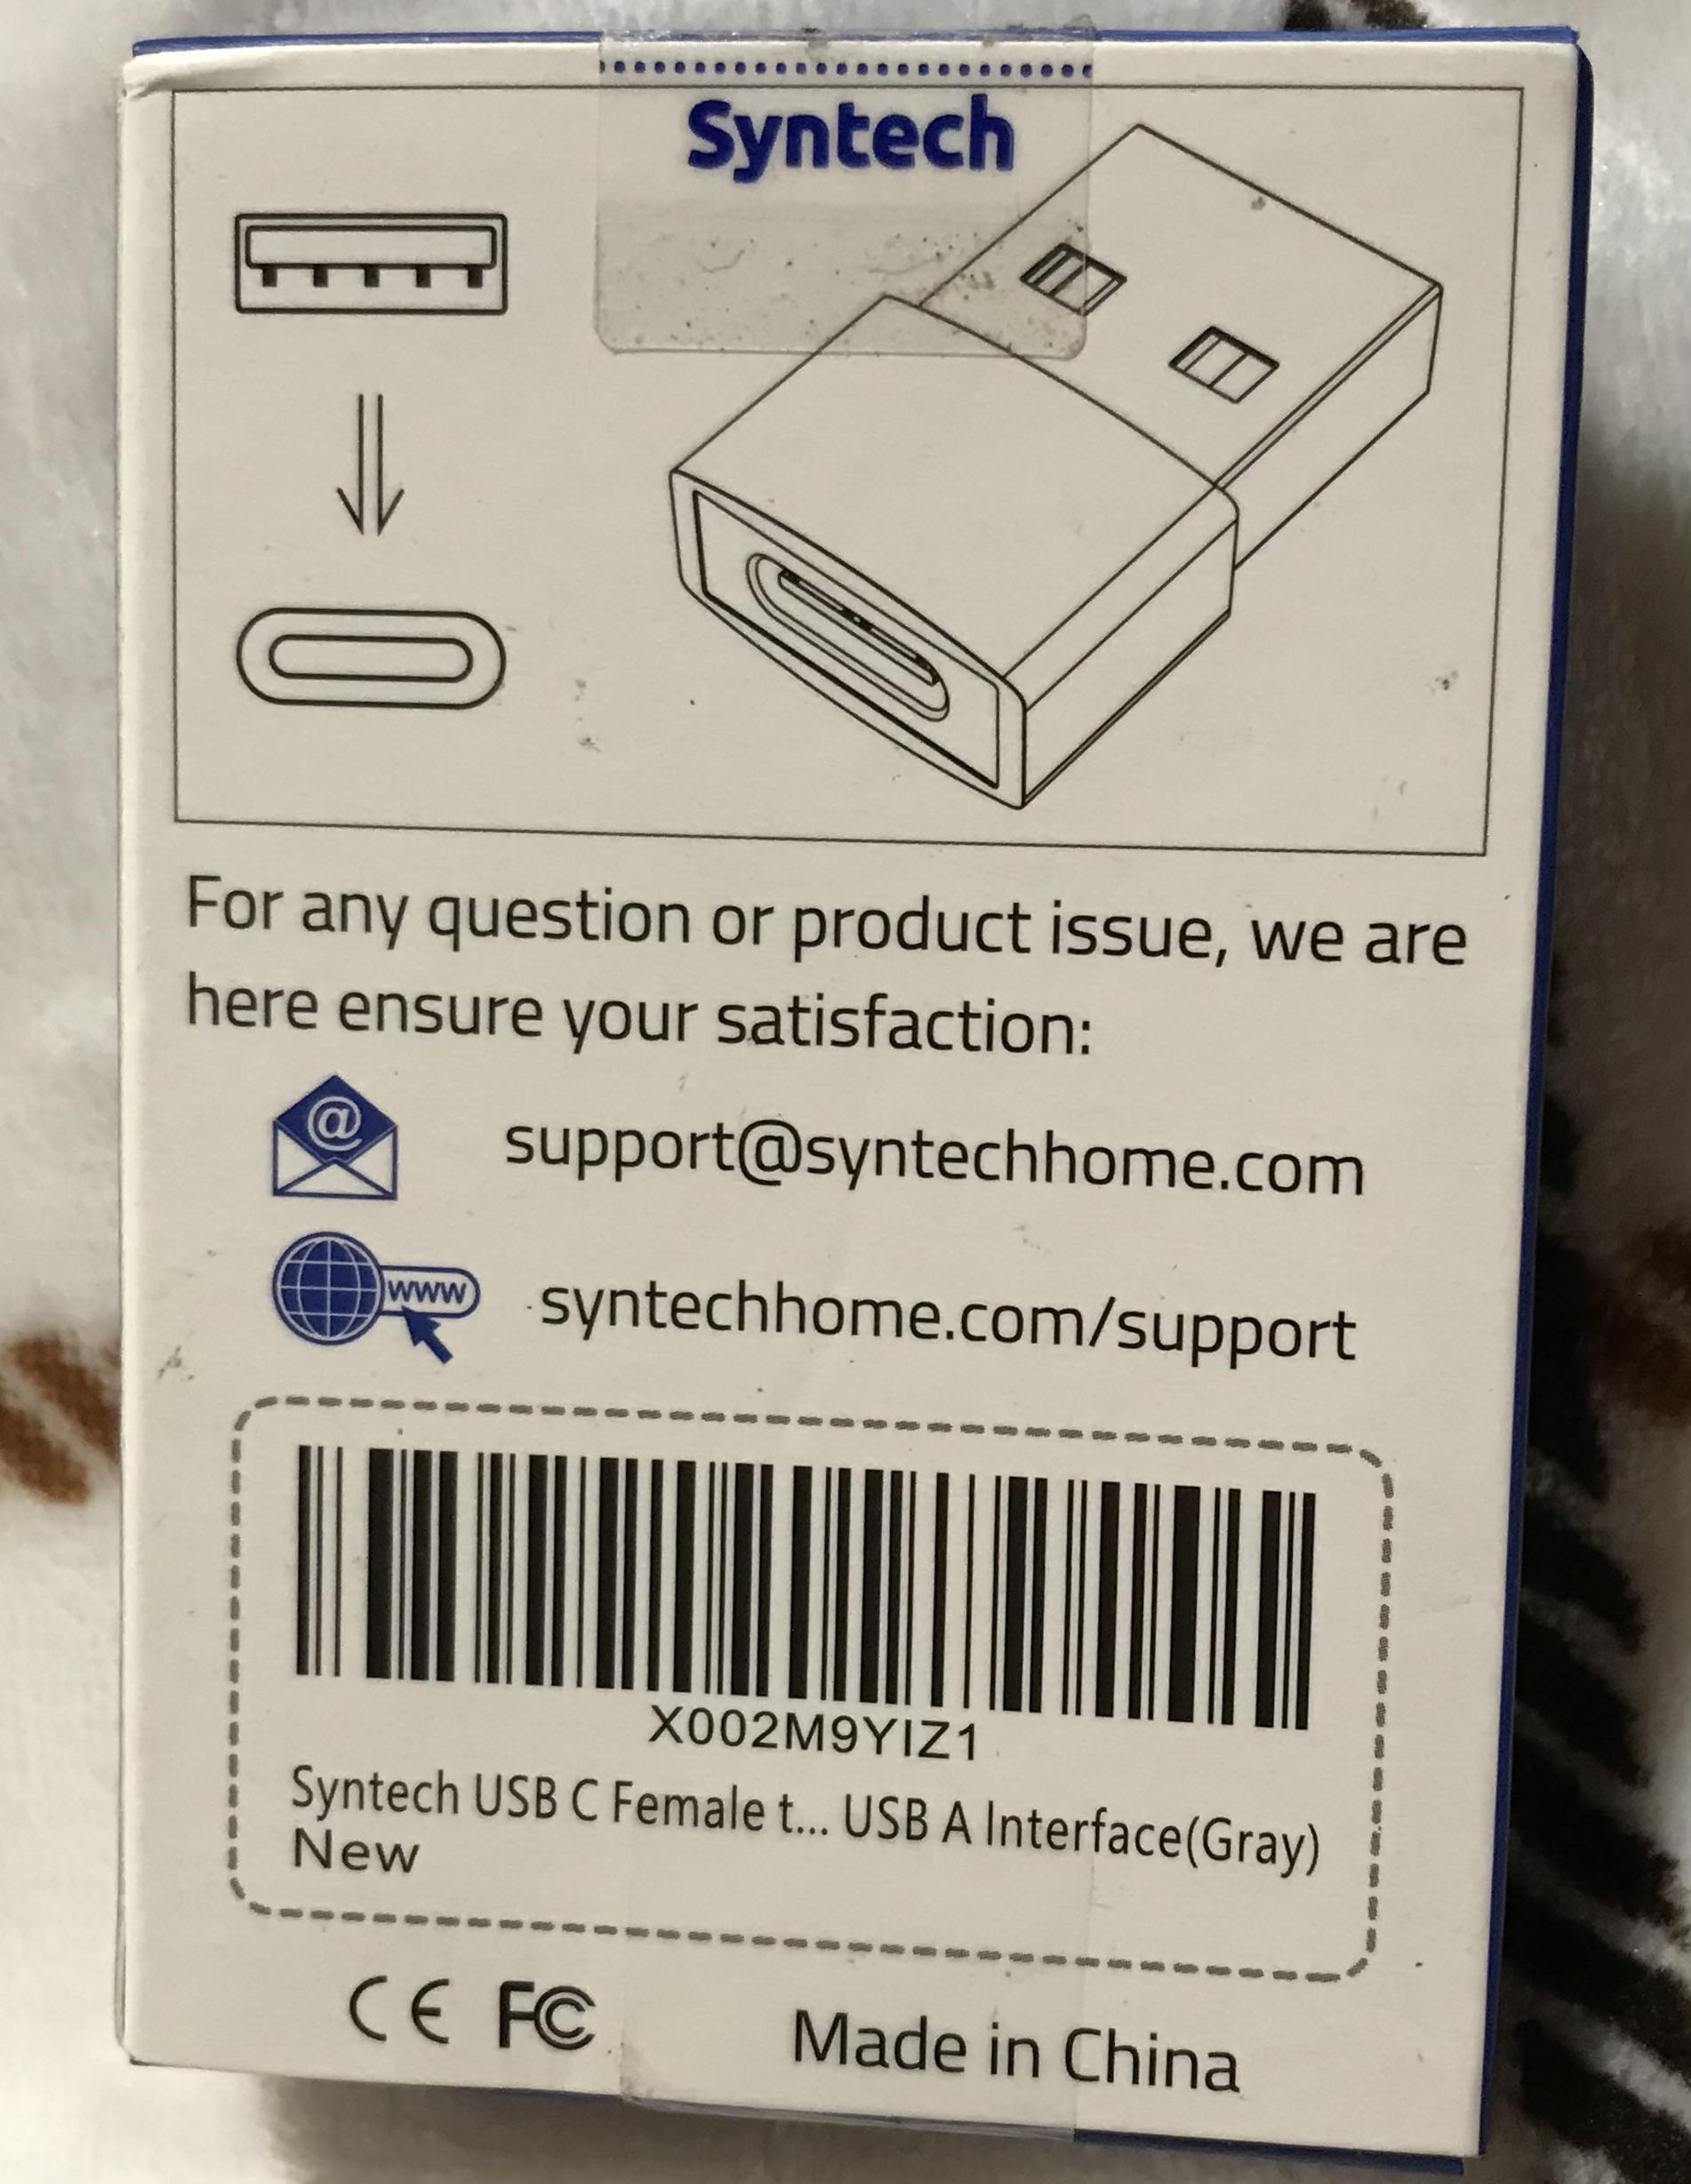 Syntech
For any question or product issue, we are
here ensure your satisfaction:
@
support@syntechhome.com
www
syntechhome.com/support
X002M9YIZ1
Syntech USB C Female t... USB A Interface(Gray)
New
CE FC
Made in China